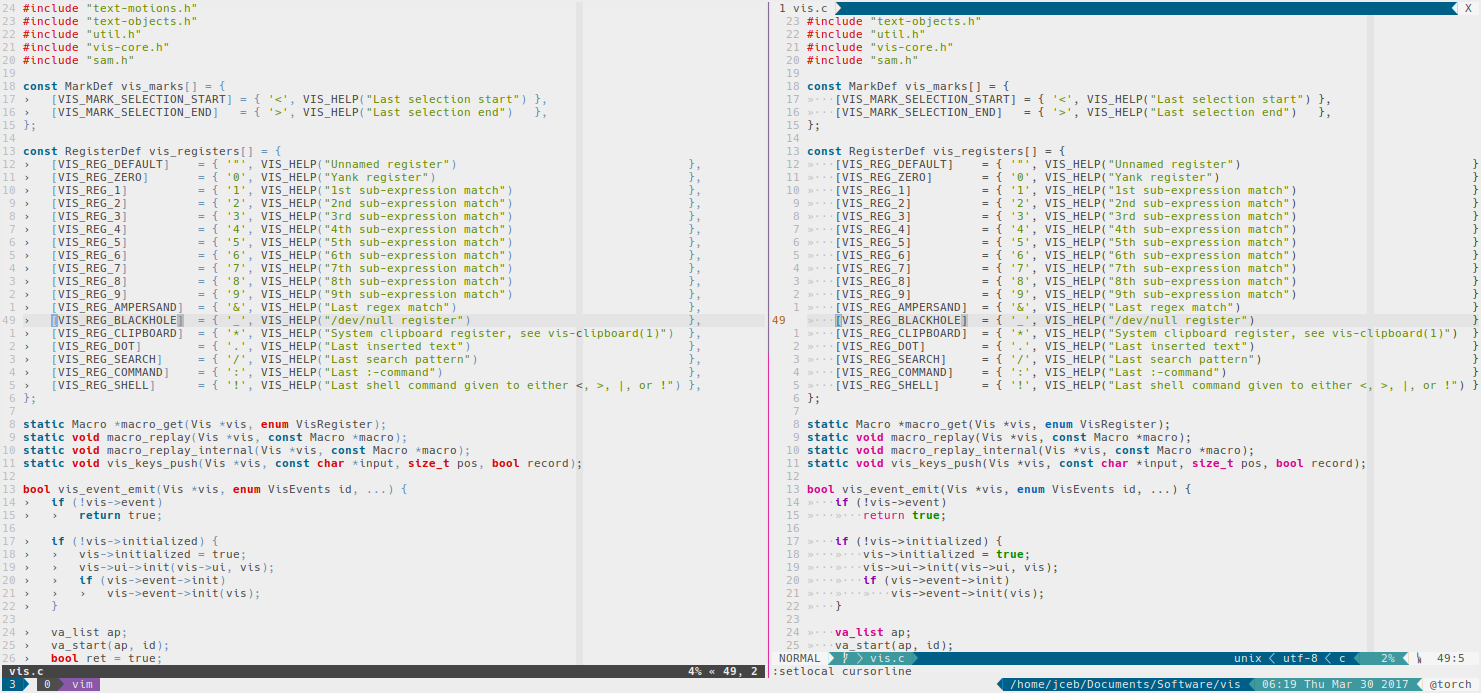 24 #include "text-motions.h"
23 #include "text-objects.h"
22 #include "util.h"
21 #include "vis-core.h"
20 #include "sam.h"
19
18 const MarkDef vis_marks[] = {
17 ›   [VIS_MARK_SELECTION_START] = { '<', VIS_HELP("Last selection start") },
16 ›   [VIS_MARK_SELECTION_END]   = { '>', VIS_HELP("Last selection end")   },
15 };
14
13 const RegisterDef vis_registers[] = {
12 ›   [VIS_REG_DEFAULT]    = { '"', VIS_HELP("Unnamed register")                                 },
11 ›   [VIS_REG_ZERO]       = { '0', VIS_HELP("Yank register")                                    },
10 ›   [VIS_REG_1]          = { '1', VIS_HELP("1st sub-expression match")                         },
9 ›   [VIS_REG_2]          = { '2', VIS_HELP("2nd sub-expression match")                         },
8 ›   [VIS_REG_3]          = { '3', VIS_HELP("3rd sub-expression match")                         },
7 ›   [VIS_REG_4]          = { '4', VIS_HELP("4th sub-expression match")                         },
6 ›   [VIS_REG_5]          = { '5', VIS_HELP("5th sub-expression match")                         },
5 ›   [VIS_REG_6]          = { '6', VIS_HELP("6th sub-expression match")                         },
4 ›   [VIS_REG_7]          = { '7', VIS_HELP("7th sub-expression match")                         },
3 ›   [VIS_REG_8]          = { '8', VIS_HELP("8th sub-expression match")                         },
2 ›   [VIS_REG_9]          = { '9', VIS_HELP("9th sub-expression match")                         },
1 ›   [VIS_REG_AMPERSAND]  = { '&', VIS_HELP("Last regex match")                                 },
49 ›   [VIS_REG_BLACKHOLE]  = { '_', VIS_HELP("/dev/null register")                               },
1 ›   [VIS_REG_CLIPBOARD]  = { '*', VIS_HELP("System clipboard register, see vis-clipboard(1)")  },
2 ›   [VIS_REG_DOT]        = { '.', VIS_HELP("Last inserted text")                               },
3 ›   [VIS_REG_SEARCH]     = { '/', VIS_HELP("Last search pattern")                              },
4 ›   [VIS_REG_COMMAND]    = { ':', VIS_HELP("Last :-command")                                   },
5 ›   [VIS_REG_SHELL]      = { '!', VIS_HELP("Last shell command given to either <, >, |, or !") },
6 };
7
8 static Macro *macro_get(Vis *vis, enum VisRegister);
9 static void macro_replay(Vis *vis, const Macro *macro);
10 static void macro_replay_internal(Vis *vis, const Macro *macro);
11 static void vis_keys_push(Vis *vis, const char *input, size_t pos, bool record);
12
13 bool vis_event_emit(Vis *vis, enum VisEvents id, ...) {
14 ›   if (!vis->event)
15 ›   ›   return true;
16
17 ›   if (!vis->initialized) {
18 ›   ›   vis->initialized = true;
19 ›   ›   vis->ui->init(vis->ui, vis);
20 ›   ›   if (vis->event->init)
21 ›   ›   ›   vis->event->init(vis);
22 ›   }
23
24 ›   va_list ap;
25 ›   va_start(ap, id);
26 ›   bool ret = true;
vis.c 4% « 49, 2
1 vis.c X
23 #include "text-objects.h"
22 #include "util.h"
21 #include "vis-core.h"
20 #include "sam.h"
19
18 const MarkDef vis_marks[] = {
17 »···[VIS_MARK_SELECTION_START] = { '<', VIS_HELP("Last selection start") },
16 »···[VIS_MARK_SELECTION_END]   = { '>', VIS_HELP("Last selection end")   },
15 };
14
13 const RegisterDef vis_registers[] = {
12 »···[VIS_REG_DEFAULT]    = { '"', VIS_HELP("Unnamed register")                                 }
11 »···[VIS_REG_ZERO]       = { '0', VIS_HELP("Yank register")                                    }
10 »···[VIS_REG_1]          = { '1', VIS_HELP("1st sub-expression match")                         }
9 »···[VIS_REG_2]          = { '2', VIS_HELP("2nd sub-expression match")                         }
8 »···[VIS_REG_3]          = { '3', VIS_HELP("3rd sub-expression match")                         }
7 »···[VIS_REG_4]          = { '4', VIS_HELP("4th sub-expression match")                         }
6 »···[VIS_REG_5]          = { '5', VIS_HELP("5th sub-expression match")                         }
5 »···[VIS_REG_6]          = { '6', VIS_HELP("6th sub-expression match")                         }
4 »···[VIS_REG_7]          = { '7', VIS_HELP("7th sub-expression match")                         }
3 »···[VIS_REG_8]          = { '8', VIS_HELP("8th sub-expression match")                         }
2 »···[VIS_REG_9]          = { '9', VIS_HELP("9th sub-expression match")                         }
1 »···[VIS_REG_AMPERSAND]  = { '&', VIS_HELP("Last regex match")                                 }
49 »···[VIS_REG_BLACKHOLE]  = { '_', VIS_HELP("/dev/null register")                               }
1 »···[VIS_REG_CLIPBOARD]  = { '*', VIS_HELP("System clipboard register, see vis-clipboard(1)")  }
2 »···[VIS_REG_DOT]        = { '.', VIS_HELP("Last inserted text")                               }
3 »···[VIS_REG_SEARCH]     = { '/', VIS_HELP("Last search pattern")                              }
4 »···[VIS_REG_COMMAND]    = { ':', VIS_HELP("Last :-command")                                   }
5 »···[VIS_REG_SHELL]      = { '!', VIS_HELP("Last shell command given to either <, >, |, or !") }
6 };
7
8 static Macro *macro_get(Vis *vis, enum VisRegister);
9 static void macro_replay(Vis *vis, const Macro *macro);
10 static void macro_replay_internal(Vis *vis, const Macro *macro);
11 static void vis_keys_push(Vis *vis, const char *input, size_t pos, bool record);
12
13 bool vis_event_emit(Vis *vis, enum VisEvents id, ...) {
14 »···if (!vis->event)
15 »···»···return true;
16
17 »···if (!vis->initialized) {
18 »···»···vis->initialized = true;
19 »···»···vis->ui->init(vis->ui, vis);
20 »···»···if (vis->event->init)
21 »···»···»···vis->event->init(vis);
22 »···}
23
24 »···va_list ap;
25 »···va_start(ap, id);
NORMAL vis.c unix utf-8 c 2% 49:5
:setlocal cursorline
3 0 vim /home/jceb/Documents/Software/vis 06:19 Thu Mar 30 2017 @torch